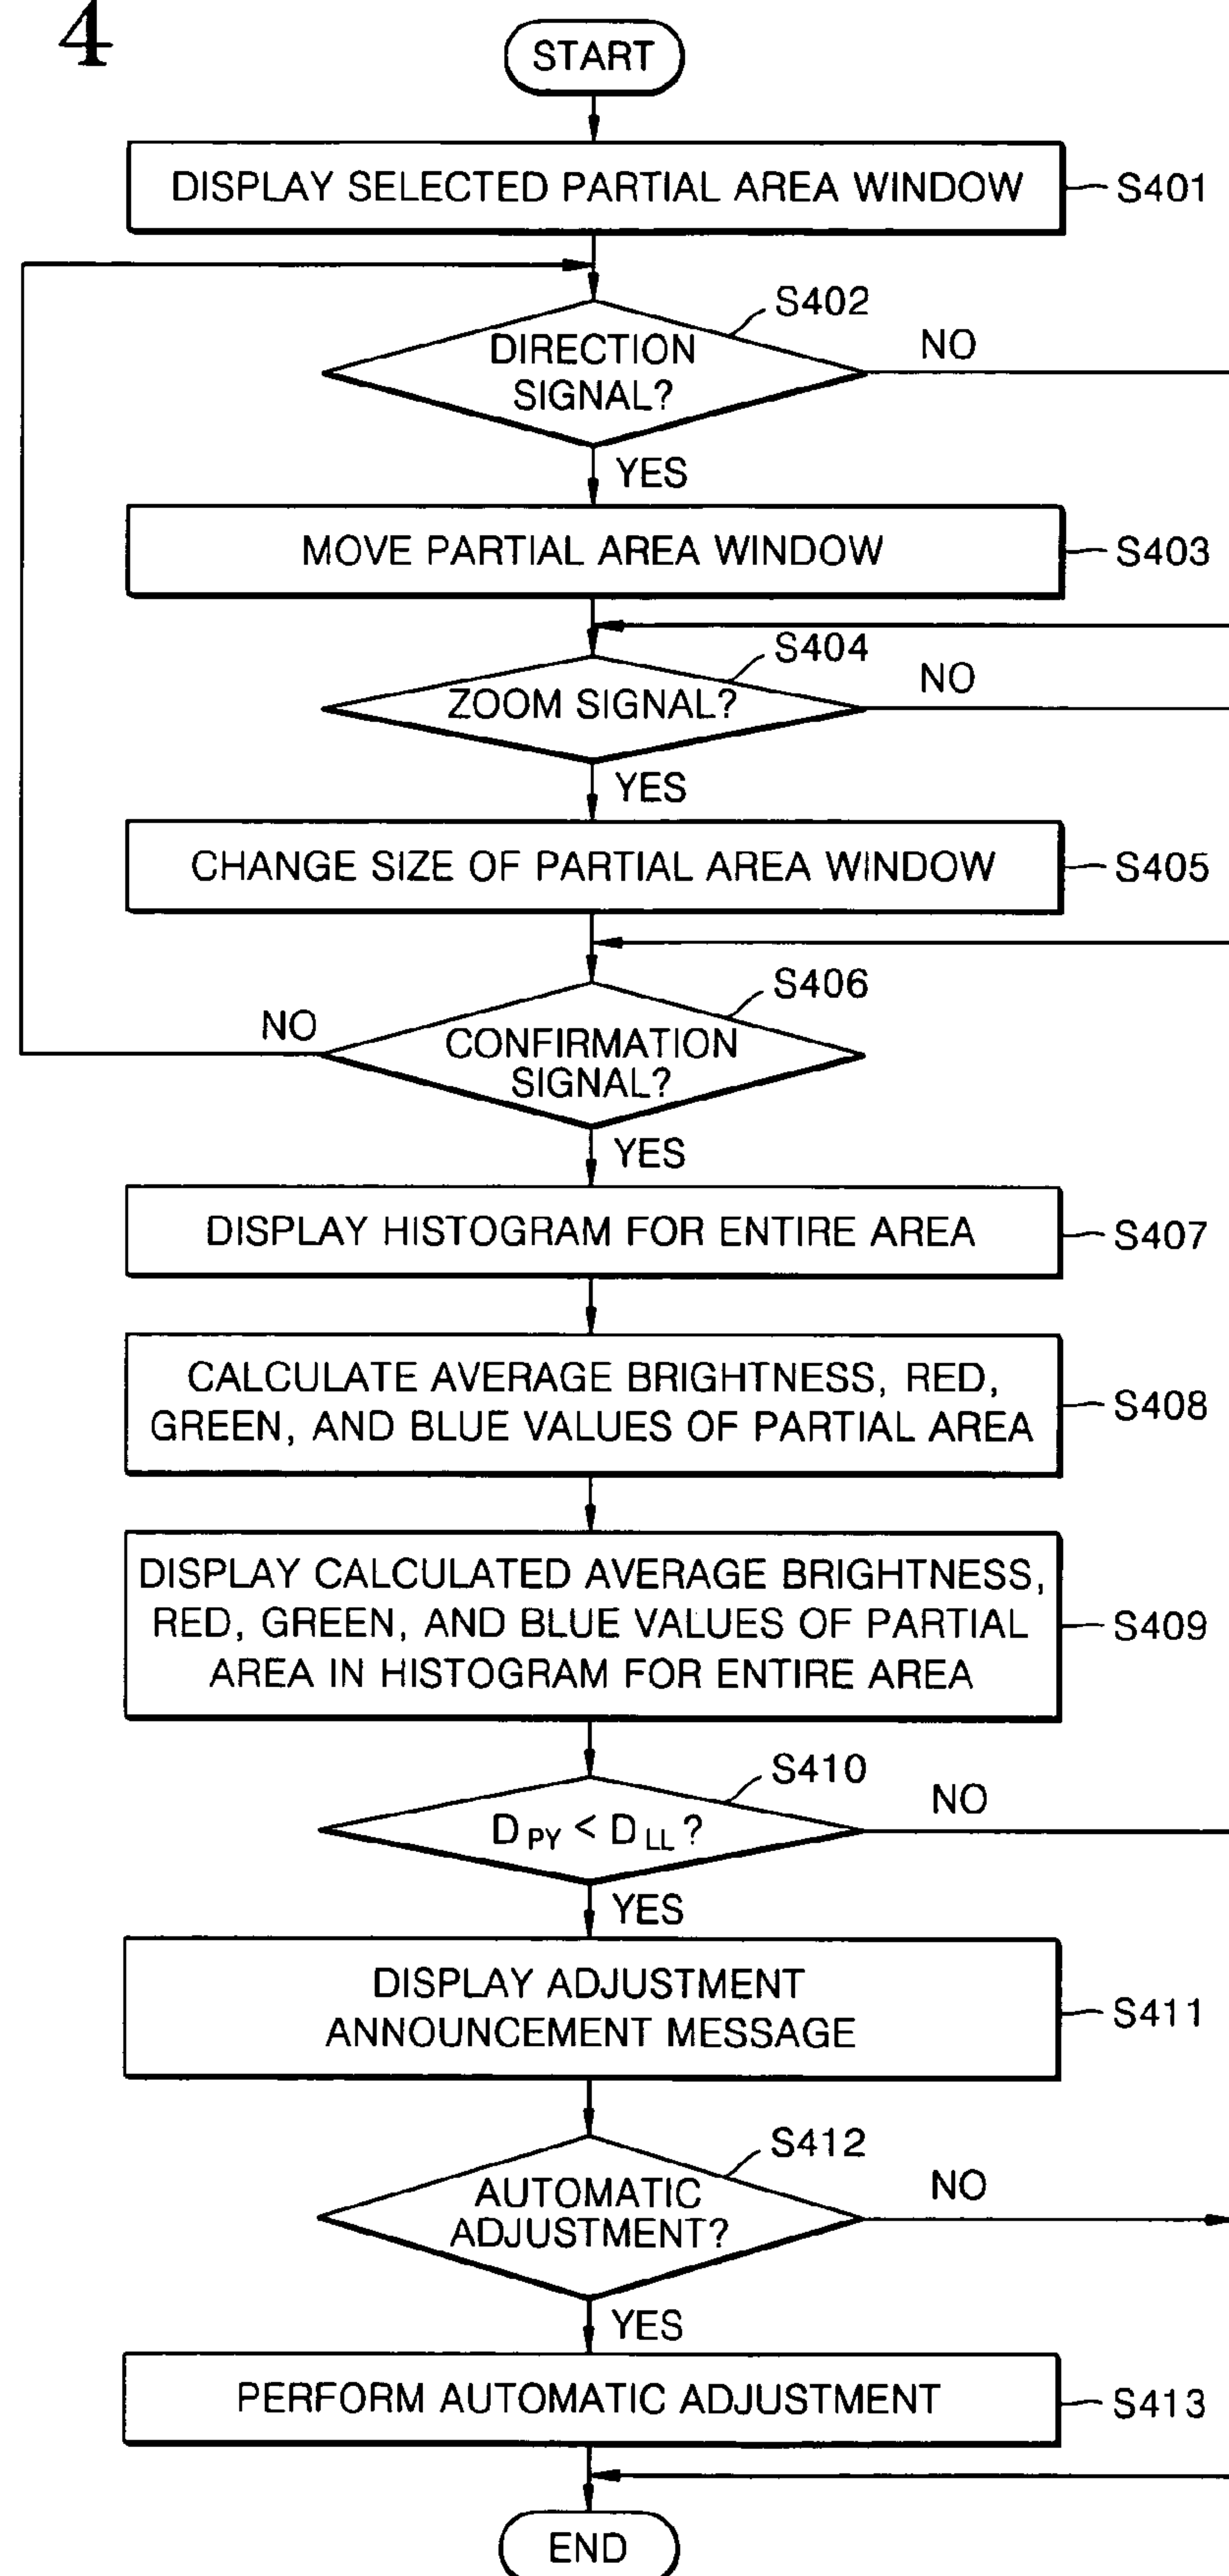 4
START
DISPLAY SELECTED PARTIAL AREA WINDOW
S401
S402
DIRECTION
SIGNAL?
NO
YES
MOVE PARTIAL AREA WINDOW
S403
S404
ZOOM SIGNAL?
NO
YES
CHANGE SIZE OF PARTIAL AREA WINDOW
S405
S406
NO
CONFIRMATION
SIGNAL?
YES
DISPLAY HISTOGRAM FOR ENTIRE AREA
S407
CALCULATE AVERAGE BRIGHTNESS, RED,
GREEN, AND BLUE VALUES OF PARTIAL AREA
S408
DISPLAY CALCULATED AVERAGE BRIGHTNESS,
RED, GREEN, AND BLUE VALUES OF PARTIAL
AREA IN HISTOGRAM FOR ENTIRE AREA
S409
S410
D PY < D LL ?
NO
YES
DISPLAY ADJUSTMENT
ANNOUNCEMENT MESSAGE
S411
S412
AUTOMATIC
ADJUSTMENT?
NO
YES
PERFORM AUTOMATIC ADJUSTMENT
S413
END